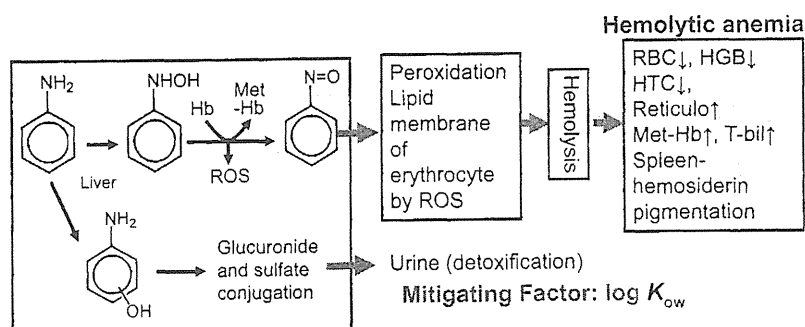 Hemolytic anemia
NH₂
NHOH
Hb
Met
-Hb
N=O
ROS
Liver
Peroxidation
Lipid
membrane
of
erythrocyte
by ROS
Hemolysis
RBC↓, HGB↓
HTC↓,
Reticulo↑
Met-Hb↑, T-bil↑
Spleen-
hemosiderin
pigmentation
NH₂
OH
Glucuronide
and sulfate
conjugation
Urine (detoxification)
Mitigating Factor: log Kow